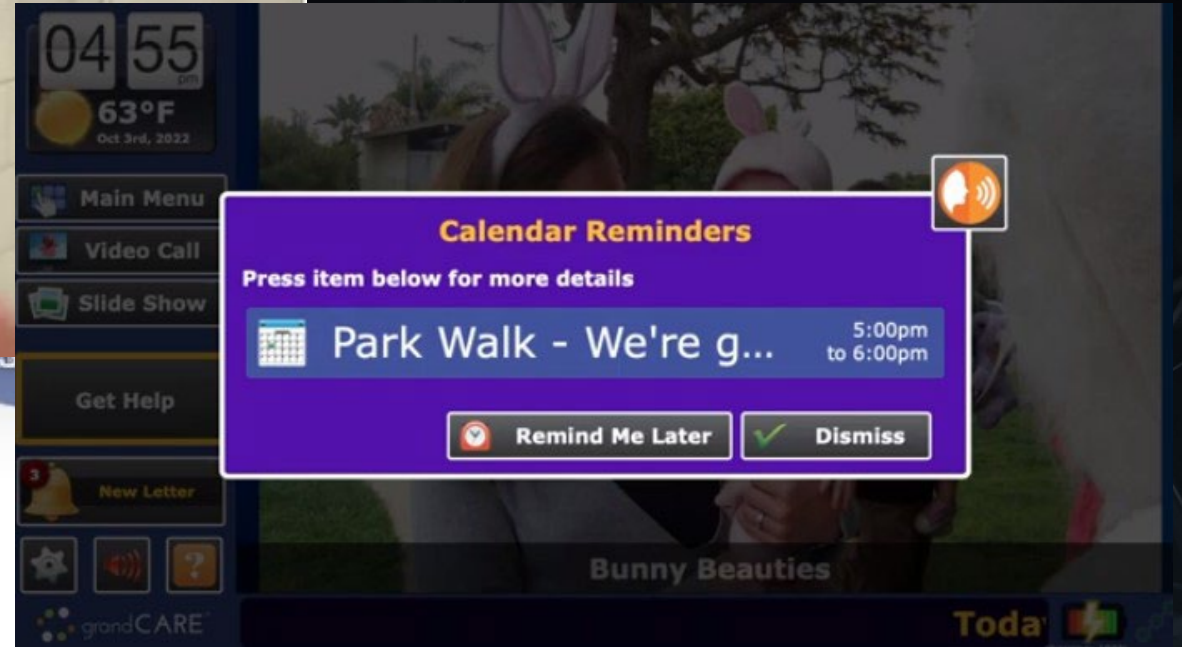 04 55
pm
63°F
Oct 3rd, 2022
Main Menu
Video Call
Slide Show
Get Help
3
New Letter
?
grandCARE
Calendar Reminders
Press item below for more details
Park Walk - We're g...
5:00pm
to 6:00pm
Remind Me Later
Dismiss
Bunny Beauties
Toda